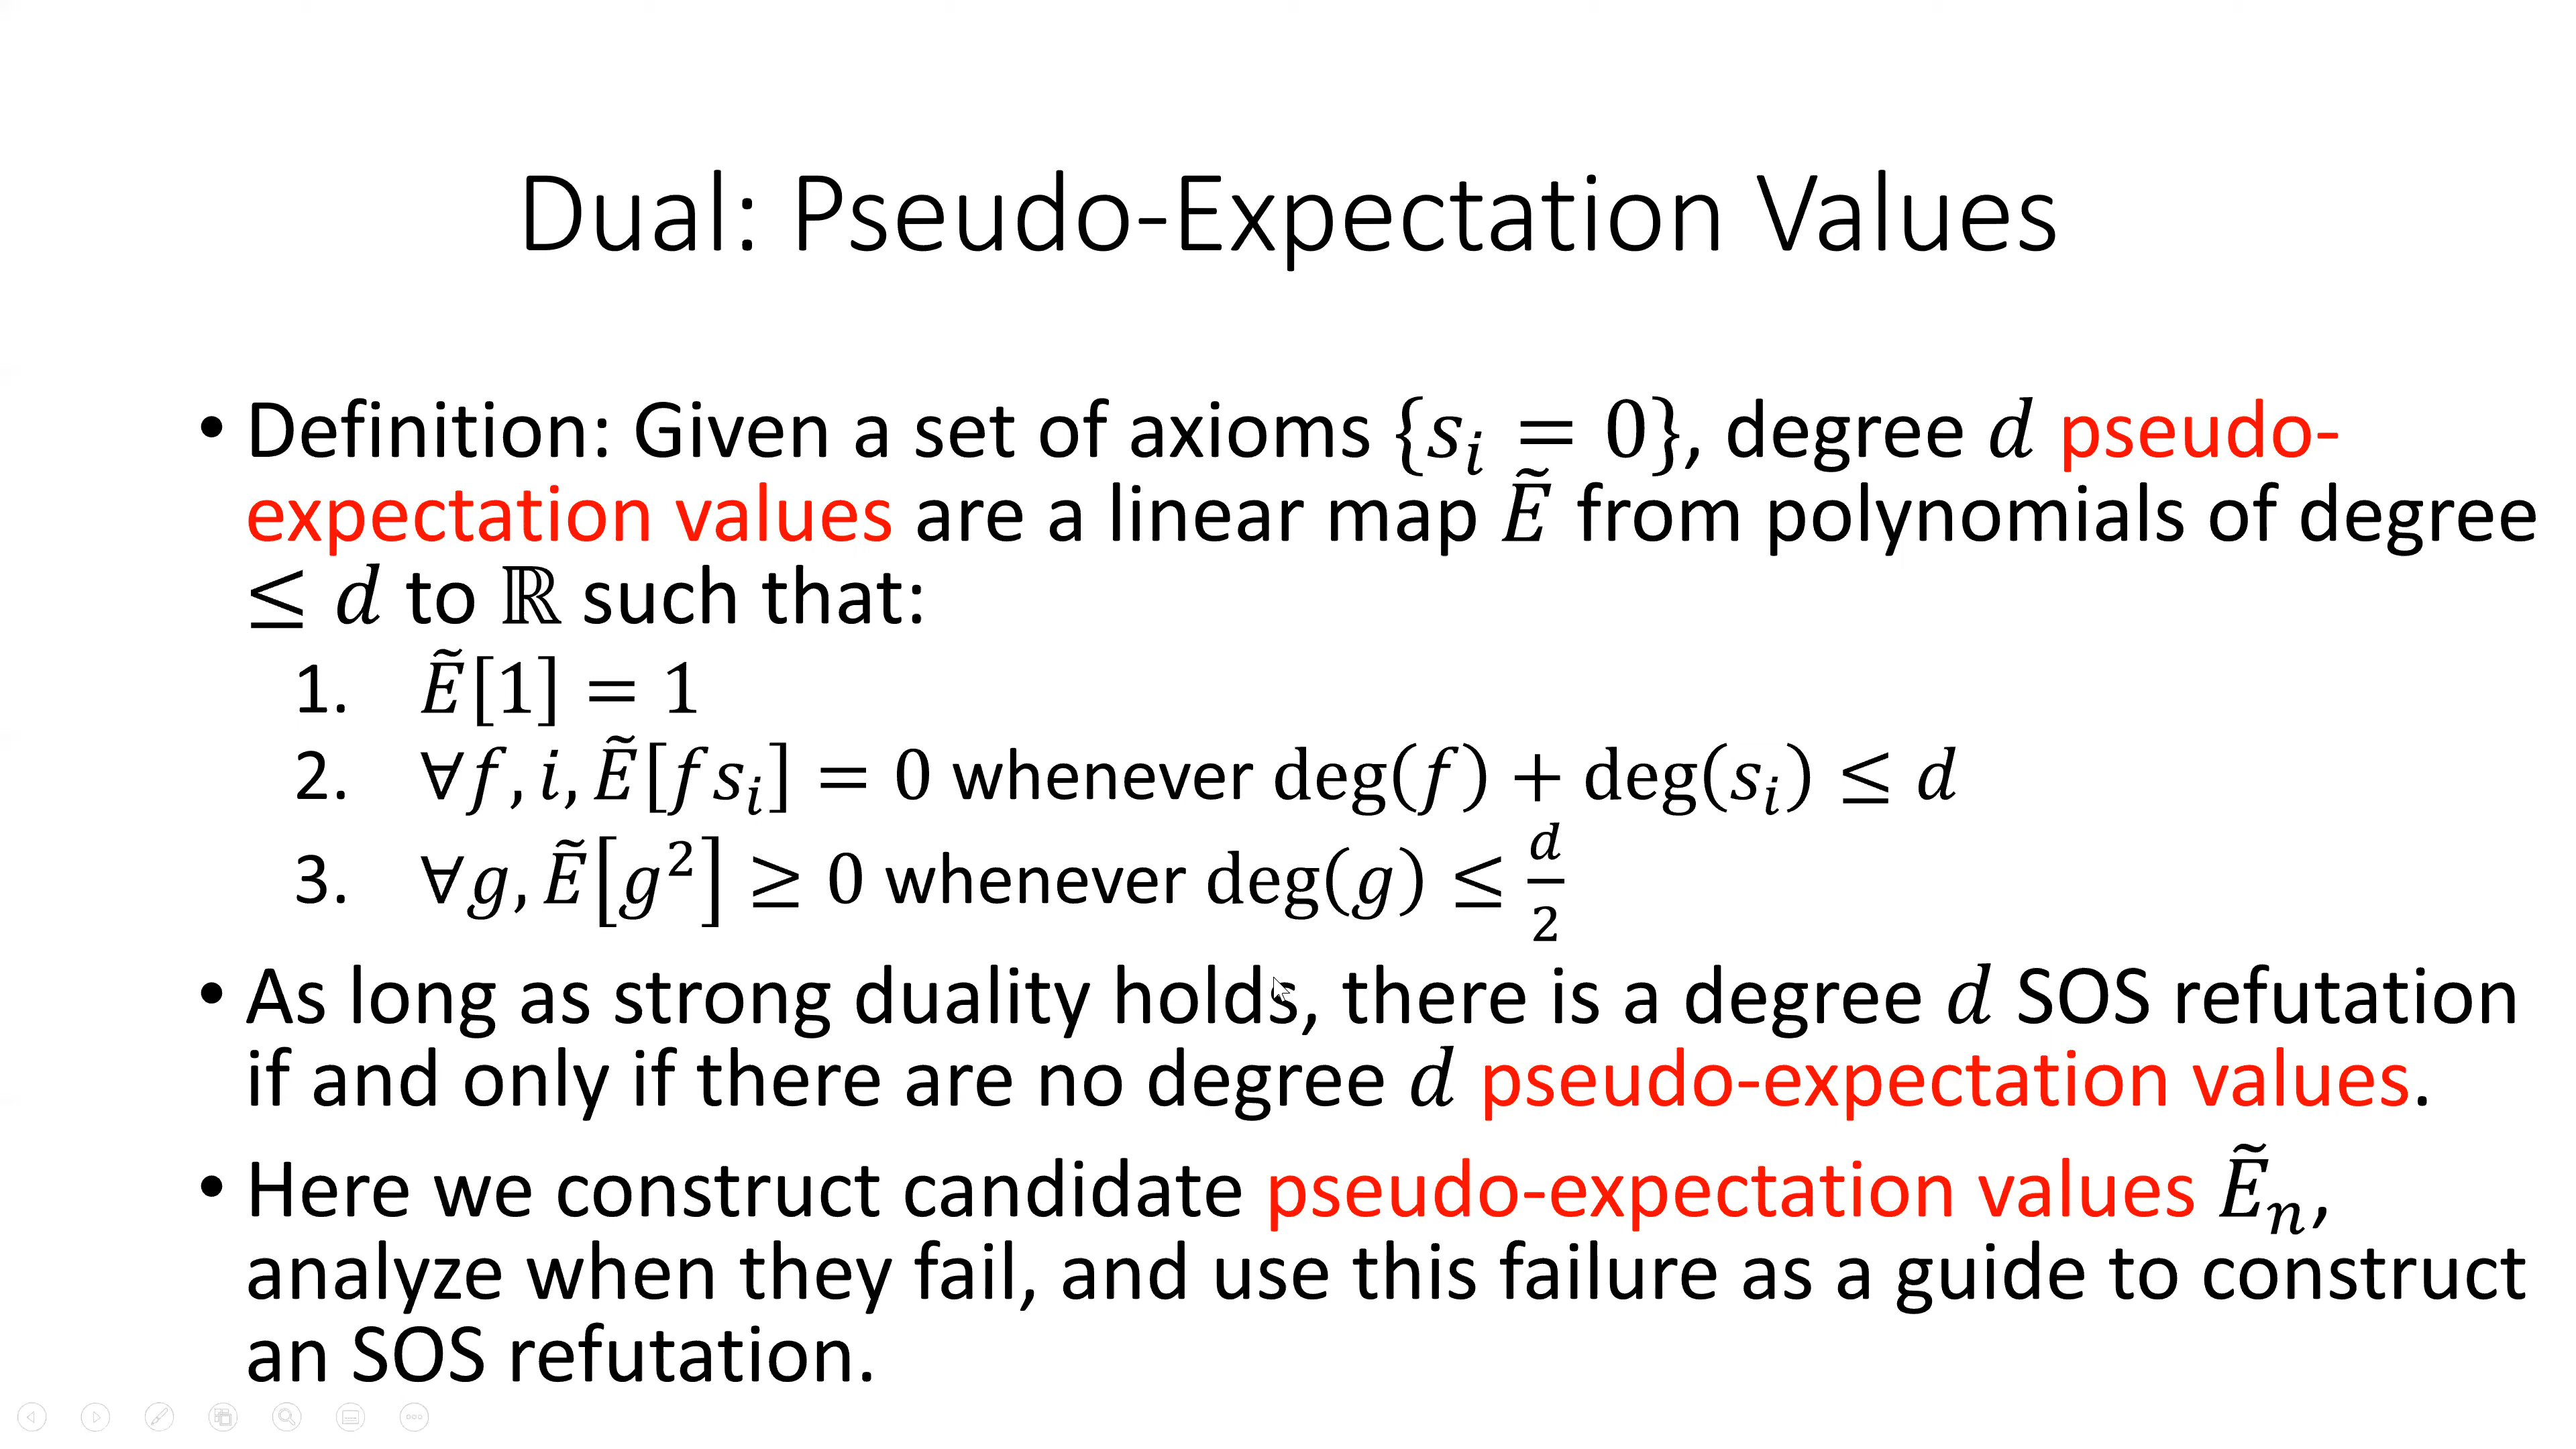 Dual: Pseudo-Expectation Values
• Definition: Given a set of axioms {sᵢ = 0}, degree d pseudo-
expectation values are a linear map Ẽ from polynomials of degree
≤ d to ℝ such that:
1. Ẽ[1] = 1
2. ∀f, i, Ẽ[fsᵢ] = 0 whenever deg(f) + deg(sᵢ) ≤ d
3. ∀g, Ẽ[g²] ≥ 0 whenever deg(g) ≤ d/2
• As long as strong duality holds, there is a degree d SOS refutation
if and only if there are no degree d pseudo-expectation values.
• Here we construct candidate pseudo-expectation values Ẽₙ,
analyze when they fail, and use this failure as a guide to construct
an SOS refutation.